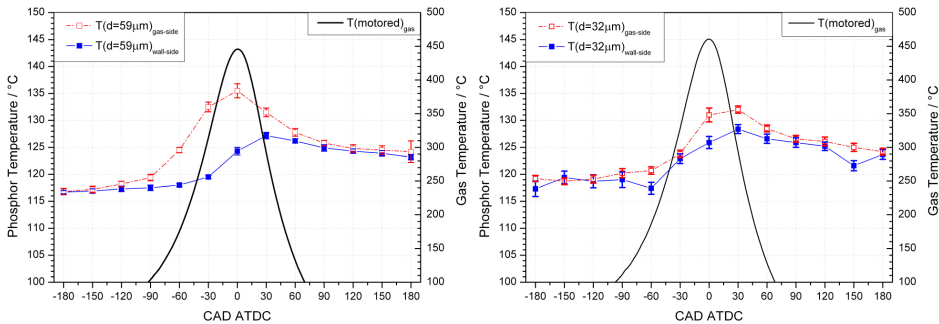 T(d=59μm)gas-side
T(d=59μm)wall-side
T(motored)gas
Phosphor Temperature / °C
150
145
140
135
130
125
120
115
110
105
100
-180 -150 -120 -90 -60 -30 0 30 60 90 120 150 180
CAD ATDC
500
450
400
350
300
250
200
150
100
Gas Temperature / °C
T(d=32μm)gas-side
T(d=32μm)wall-side
T(motored)gas
Phosphor Temperature / °C
150
145
140
135
130
125
120
115
110
105
100
-180 -150 -120 -90 -60 -30 0 30 60 90 120 150 180
CAD ATDC
500
450
400
350
300
250
200
150
100
Gas Temperature / °C